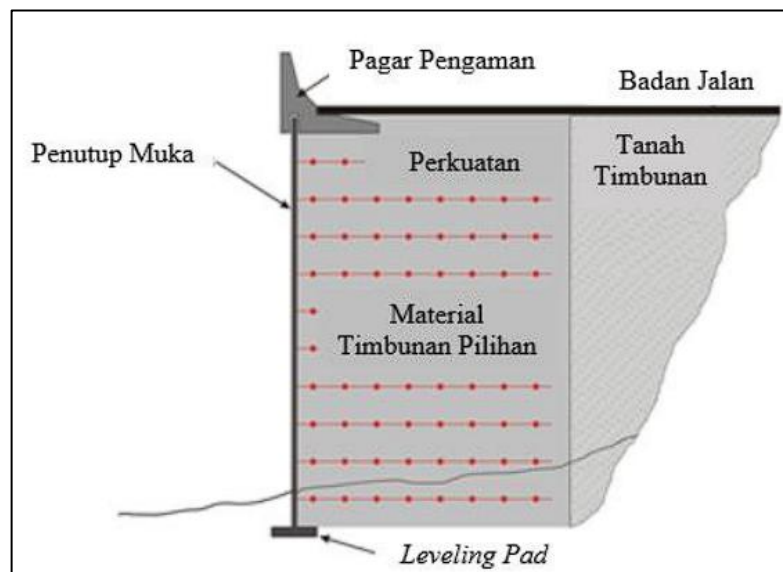 Pagar Pengaman
Badan Jalan
Penutup Muka
Perkuatan
Tanah
Timbunan
Material
Timbunan Pilihan
Leveling Pad